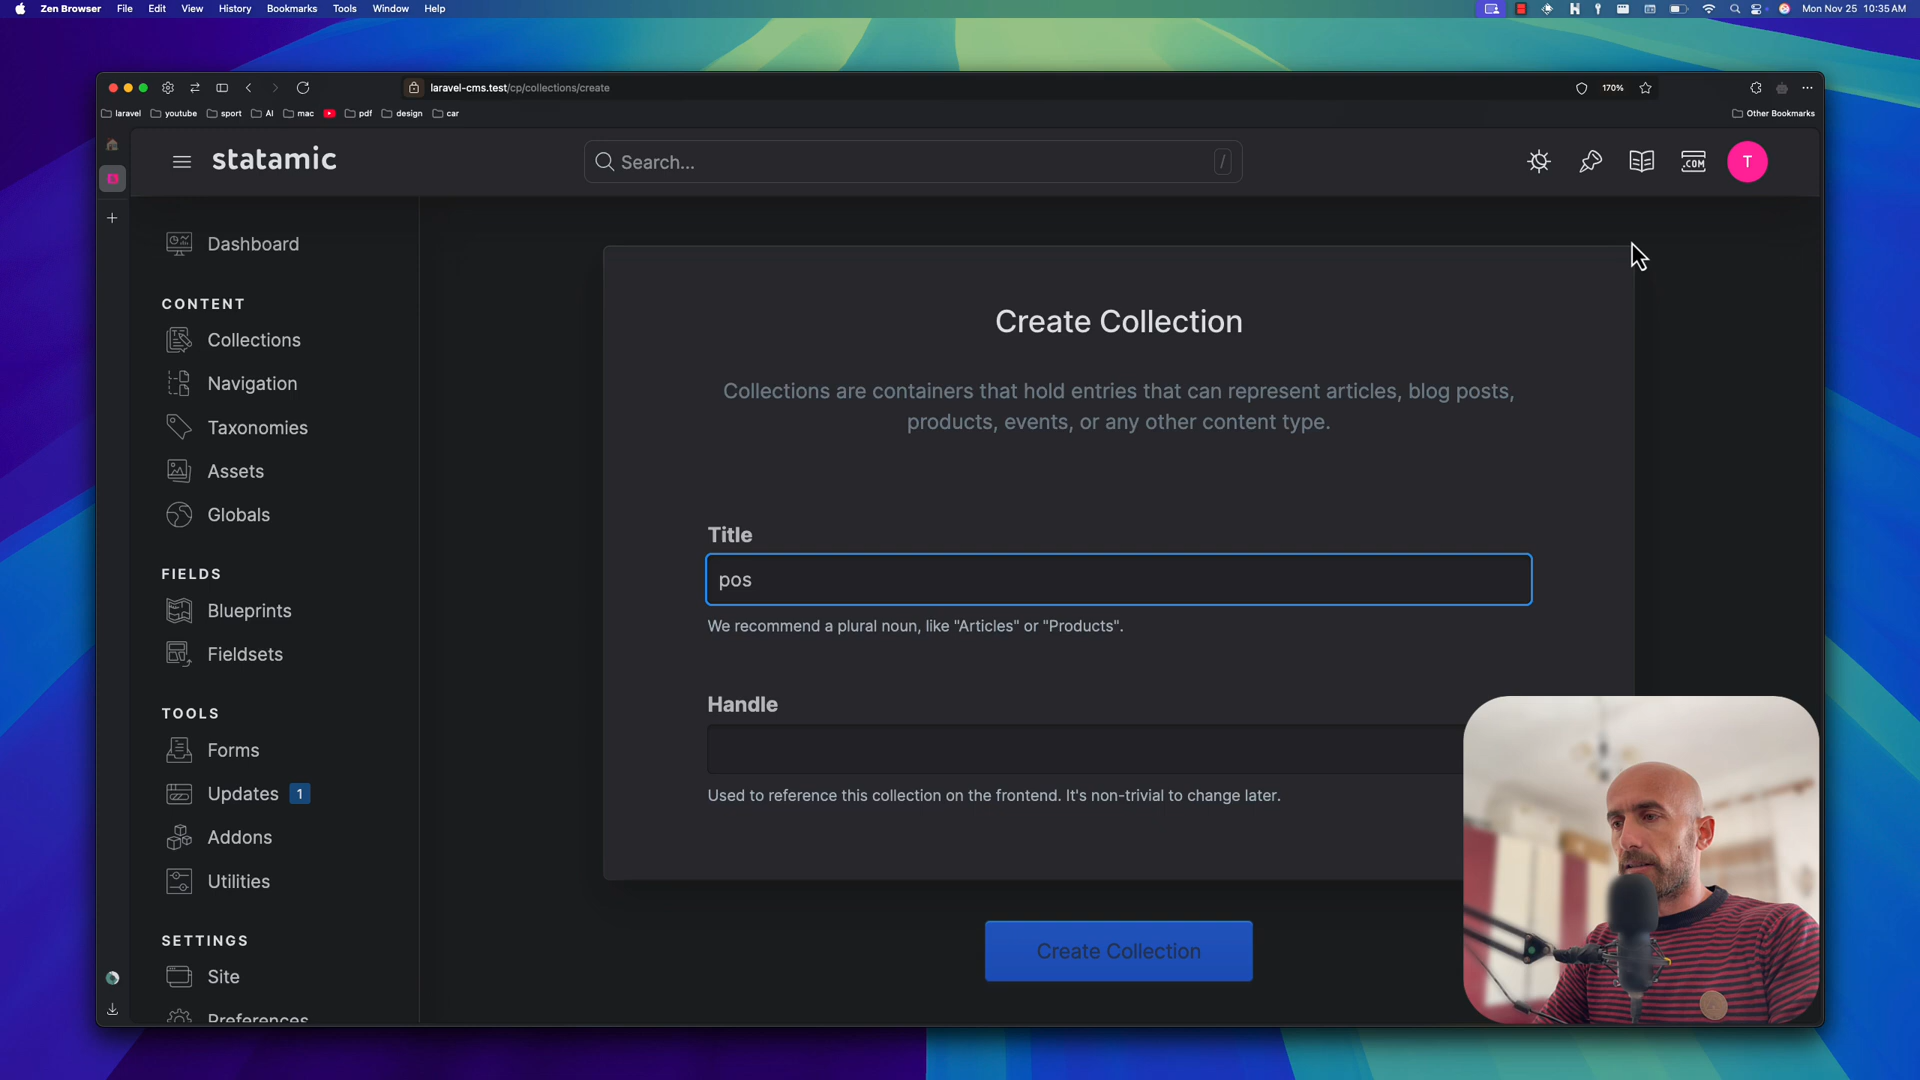 Zen Browser File Edit View History Bookmarks Tools Window Help Mon Nov 25 10:35 AM
laravel-cms.test/cp/collections/create 170%
laravel youtube sport AI mac pdf design car Other Bookmarks
statamic Search... / .COM T
Dashboard
CONTENT
Collections
Navigation
Taxonomies
Assets
Globals
FIELDS
Blueprints
Fieldsets
TOOLS
Forms
Updates 1
Addons
Utilities
SETTINGS
Site
Preferences
Create Collection
Collections are containers that hold entries that can represent articles, blog posts,
products, events, or any other content type.
Title
pos
We recommend a plural noun, like "Articles" or "Products".
Handle
Used to reference this collection on the frontend. It's non-trivial to change later.
Create Collection